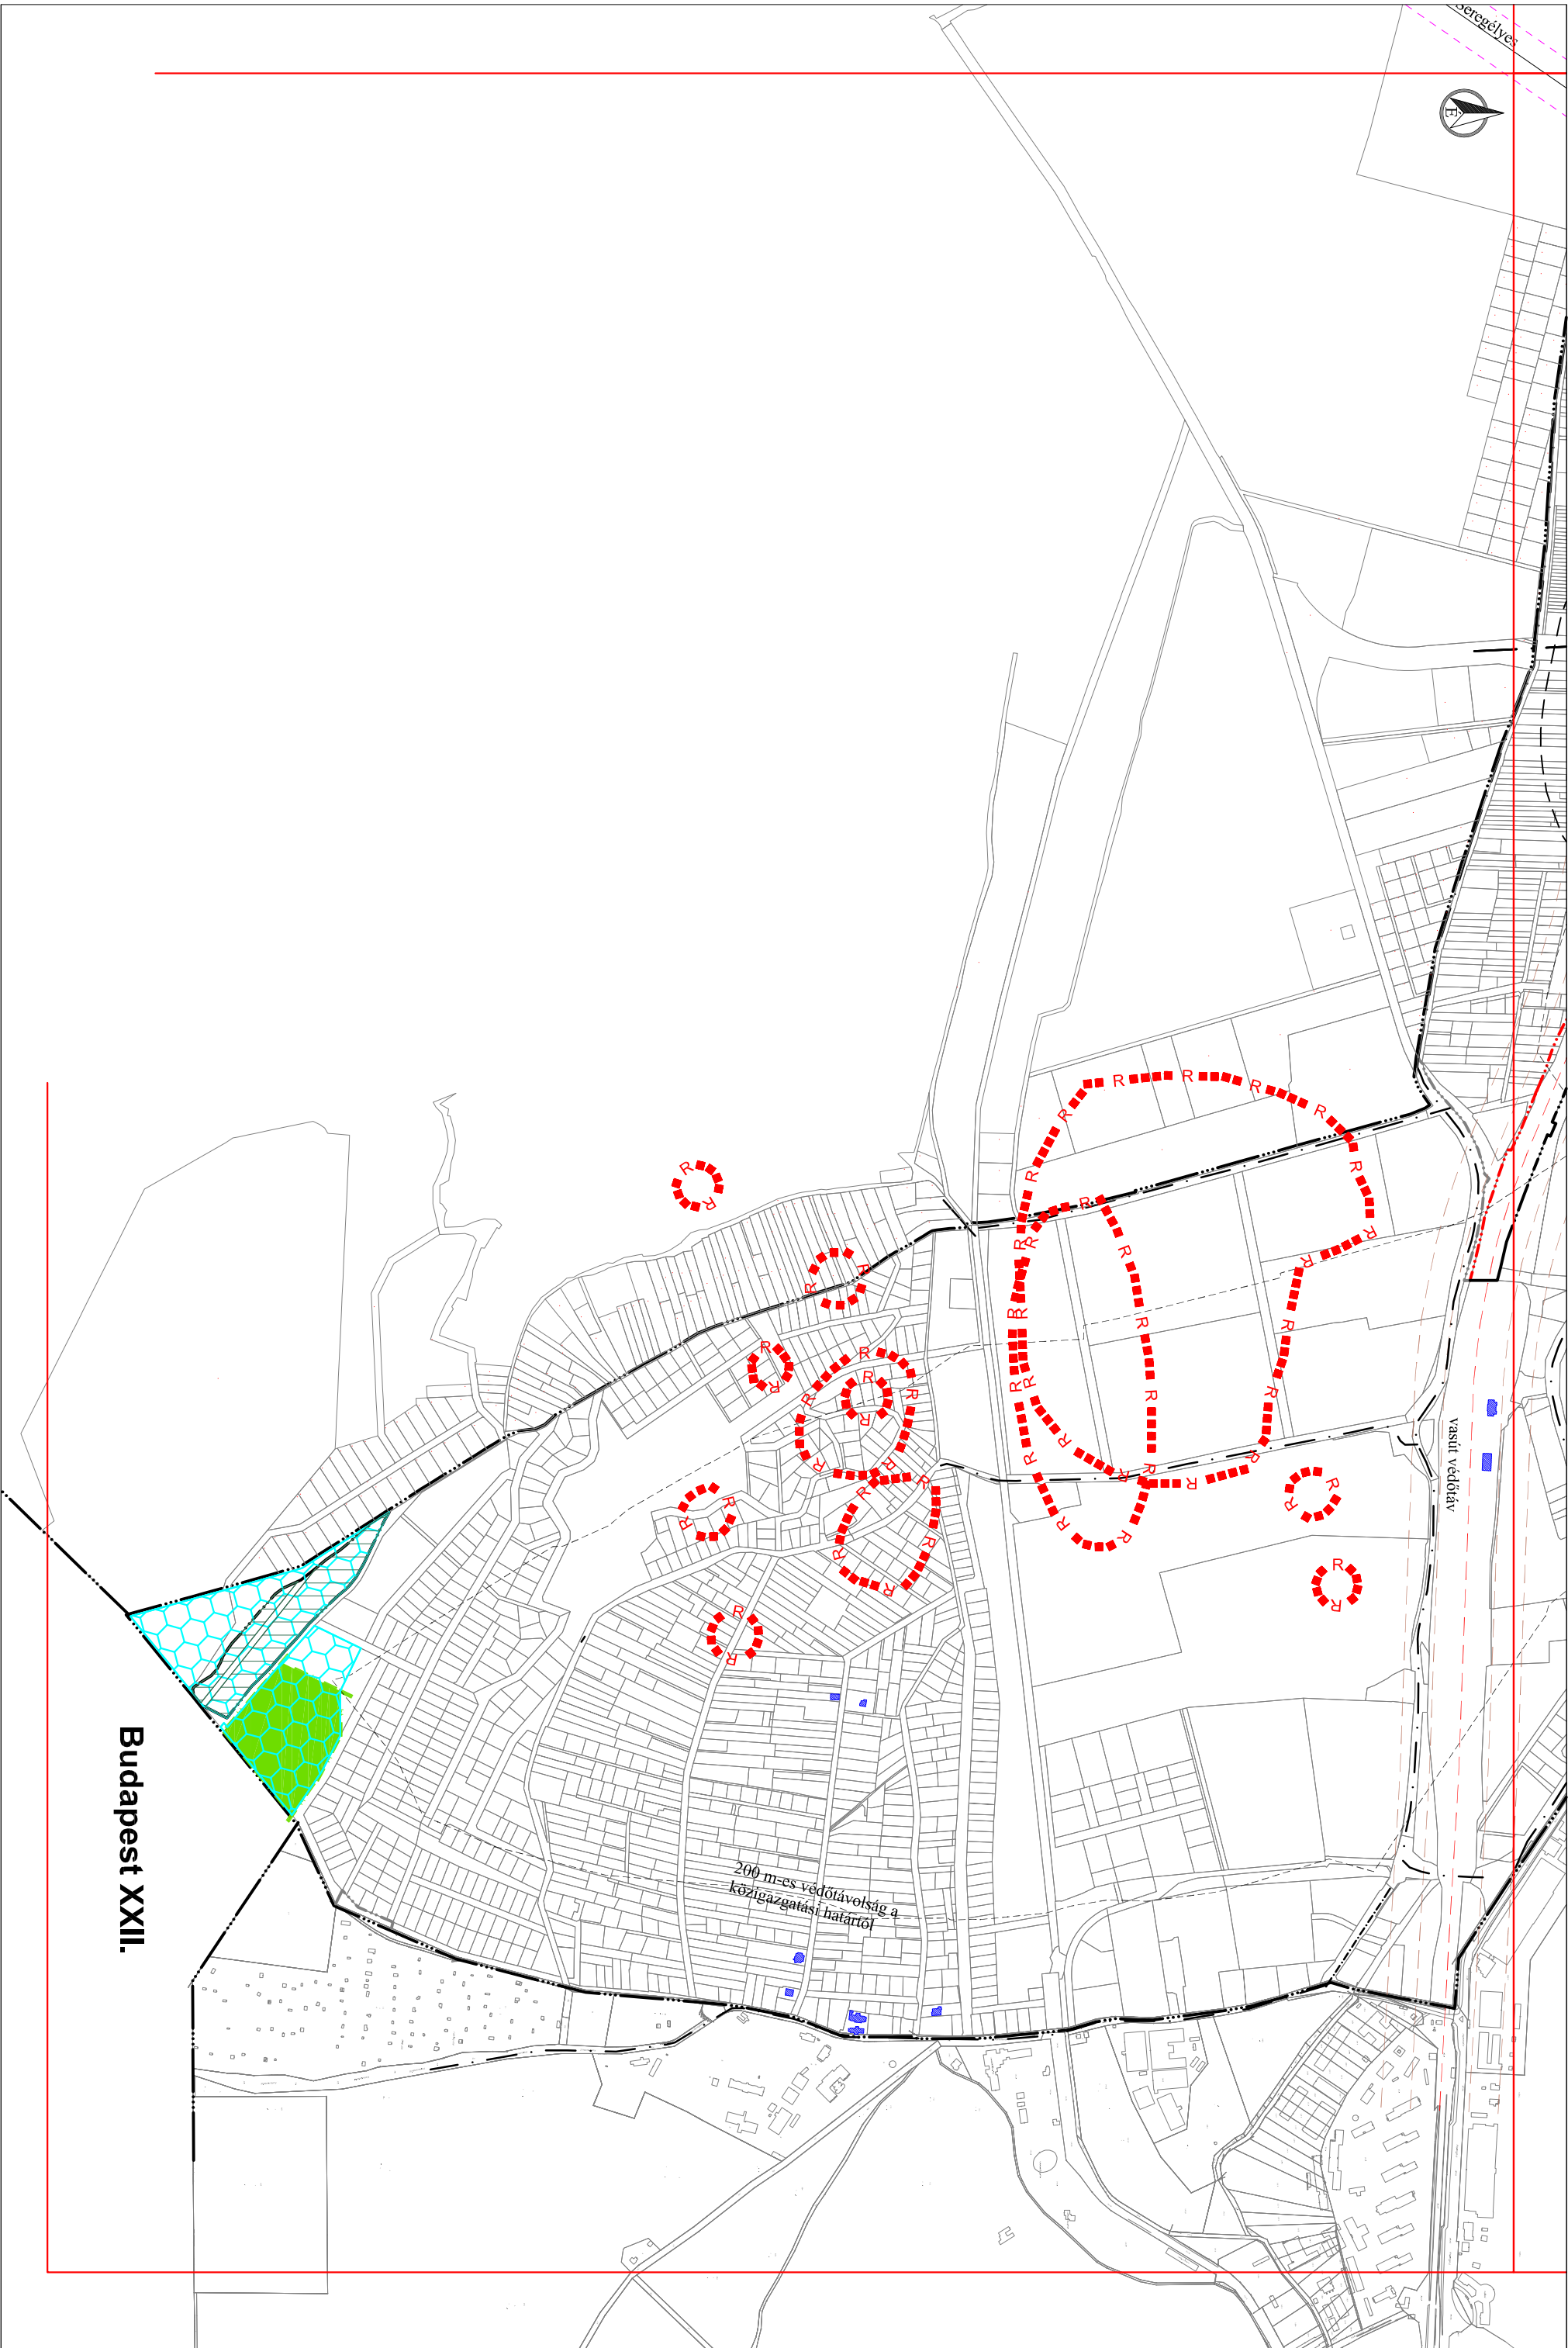 Seregélyes
É
vasút védőtáv
200 m-es védőtávolság a
közigazgatási határtól
Budapest XXII.
R R R R R R R R R R R R R R R R R R R R R R R R R R R R R R R R R R R R R R R R R R R R R R R R R R R R